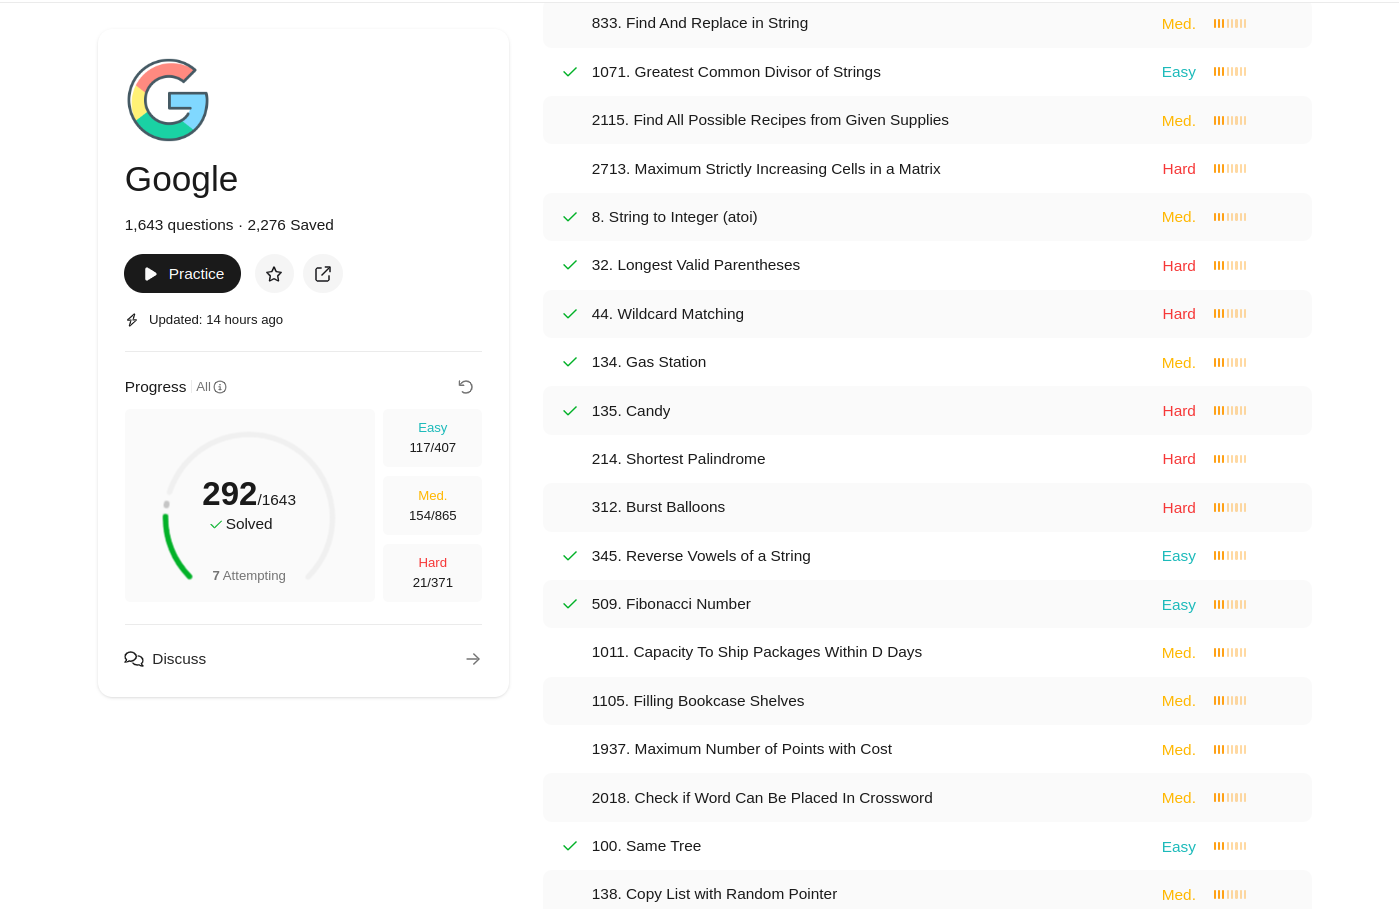 Google
1,643 questions · 2,276 Saved
Practice
Updated: 14 hours ago
Progress All
292/1643
Solved
7 Attempting
Easy
117/407
Med.
154/865
Hard
21/371
Discuss
833. Find And Replace in String Med.
1071. Greatest Common Divisor of Strings Easy
2115. Find All Possible Recipes from Given Supplies Med.
2713. Maximum Strictly Increasing Cells in a Matrix Hard
8. String to Integer (atoi) Med.
32. Longest Valid Parentheses Hard
44. Wildcard Matching Hard
134. Gas Station Med.
135. Candy Hard
214. Shortest Palindrome Hard
312. Burst Balloons Hard
345. Reverse Vowels of a String Easy
509. Fibonacci Number Easy
1011. Capacity To Ship Packages Within D Days Med.
1105. Filling Bookcase Shelves Med.
1937. Maximum Number of Points with Cost Med.
2018. Check if Word Can Be Placed In Crossword Med.
100. Same Tree Easy
138. Copy List with Random Pointer Med.